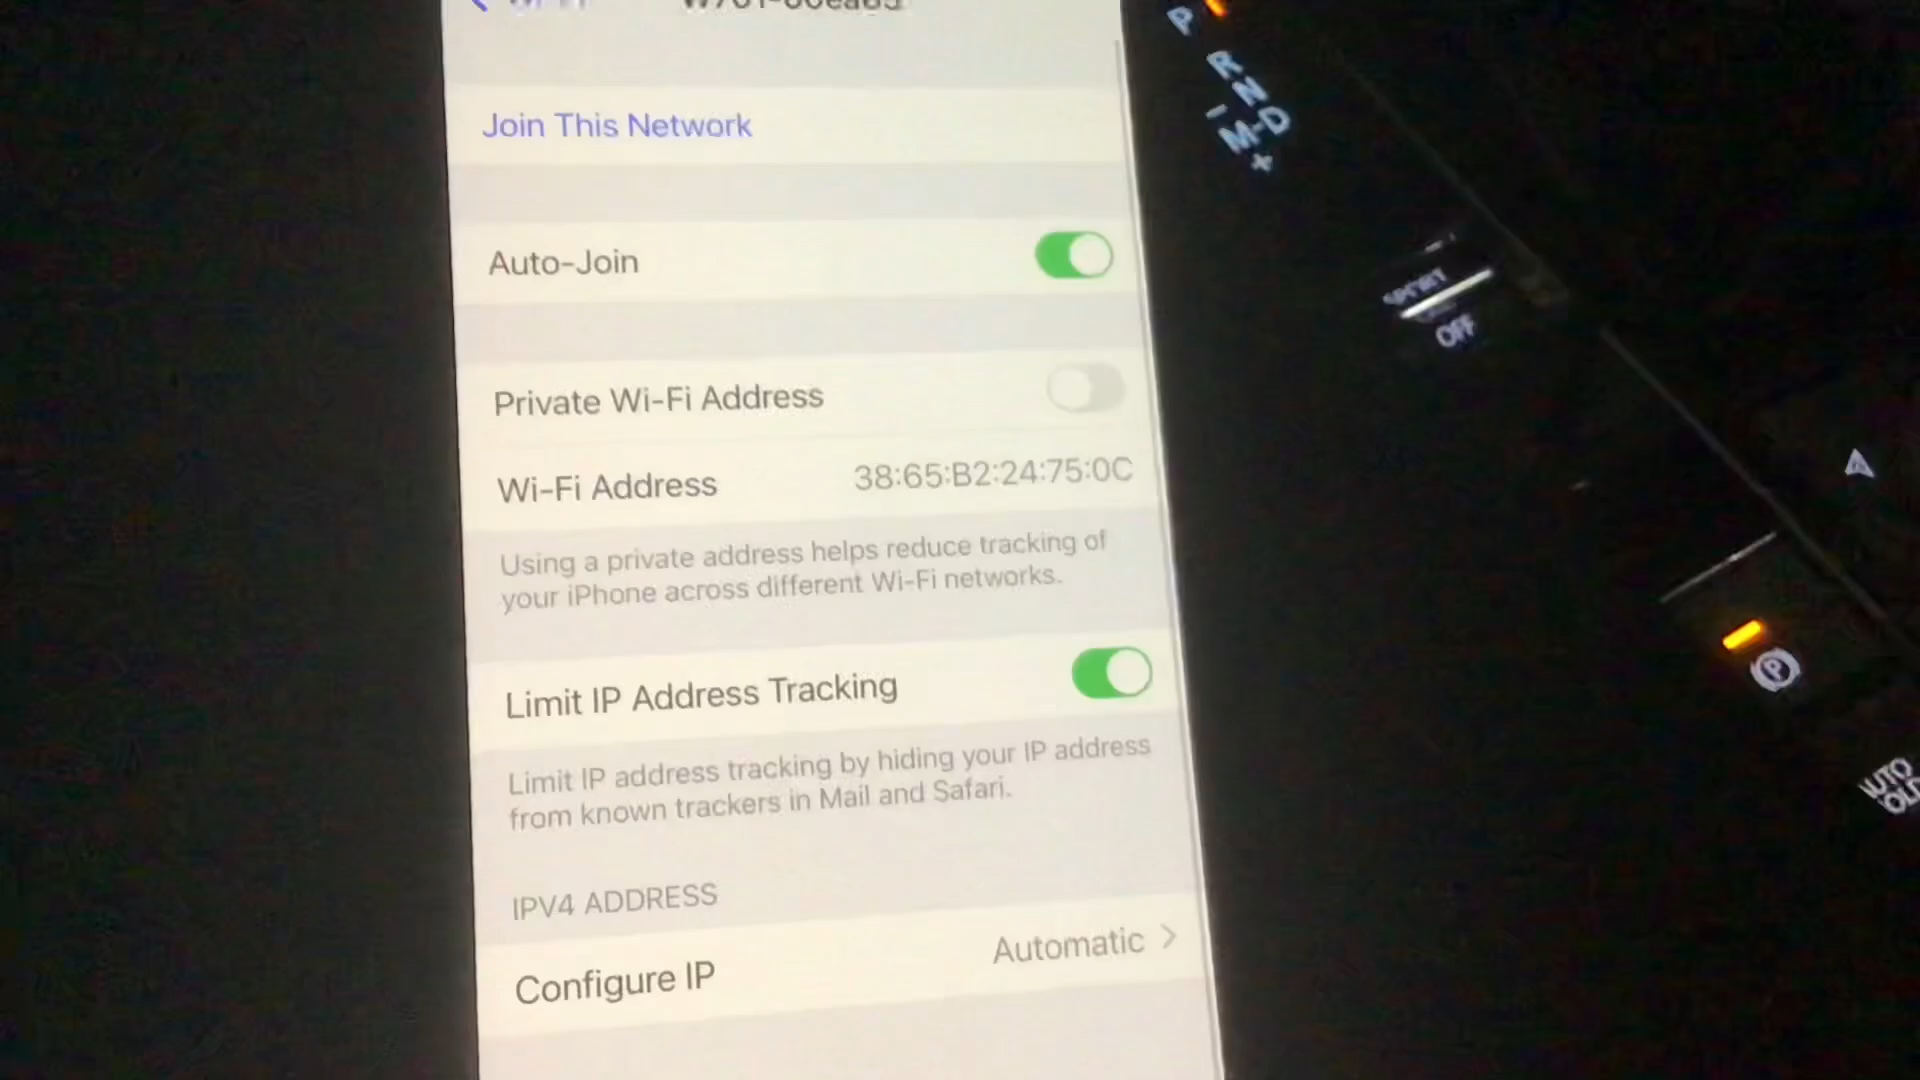 Join This Network
Auto-Join
Private Wi-Fi Address
Wi-Fi Address 38:65:B2:24:75:0C
Using a private address helps reduce tracking of
your iPhone across different Wi-Fi networks.
Limit IP Address Tracking
Limit IP address tracking by hiding your IP address
from known trackers in Mail and Safari.
IPV4 ADDRESS
Configure IP Automatic
P
R
N
D
- M +
SPORT
OFF
P